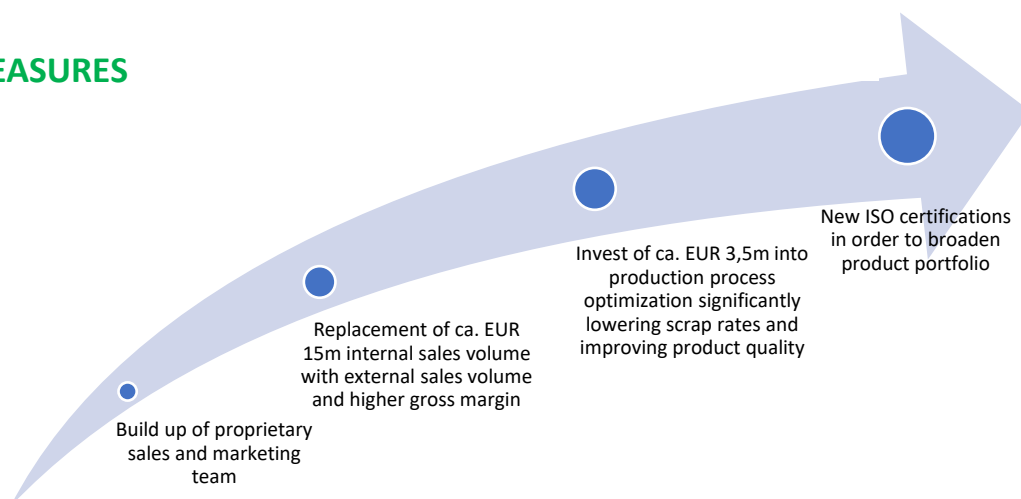 EASURES
Build up of proprietary
sales and marketing
team
Replacement of ca. EUR
15m internal sales volume
with external sales volume
and higher gross margin
Invest of ca. EUR 3,5m into
production process
optimization significantly
lowering scrap rates and
improving product quality
New ISO certifications
in order to broaden
product portfolio